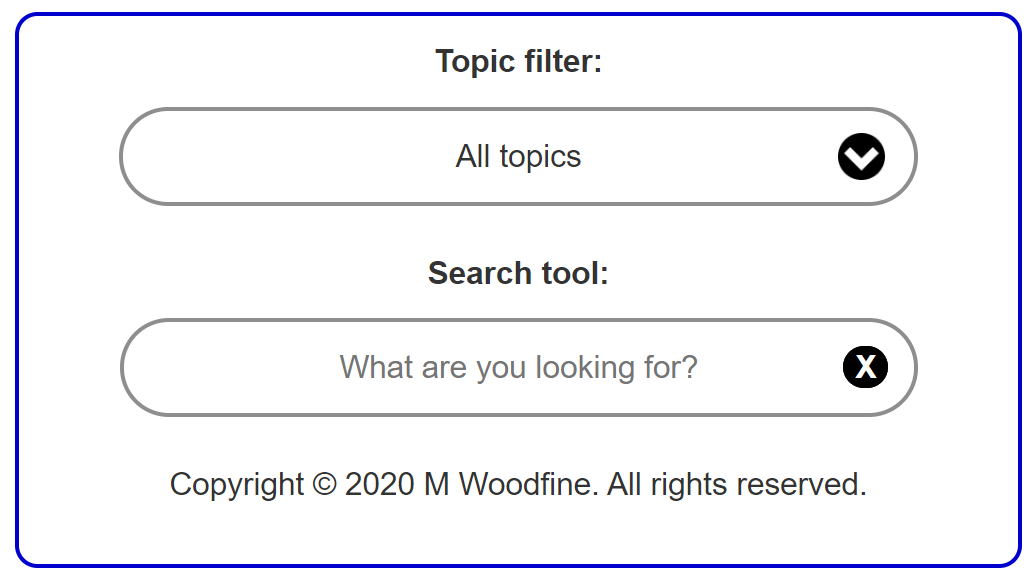 Topic filter:
All topics
Search tool:
What are you looking for? X
Copyright © 2020 M Woodfine. All rights reserved.